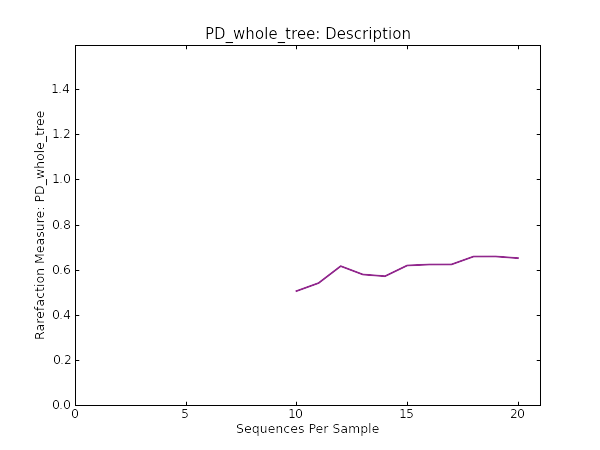 PD_whole_tree: Description
Rarefaction Measure: PD_whole_tree
1.4
1.2
1.0
0.8
0.6
0.4
0.2
0.0
0 5 10 15 20
Sequences Per Sample